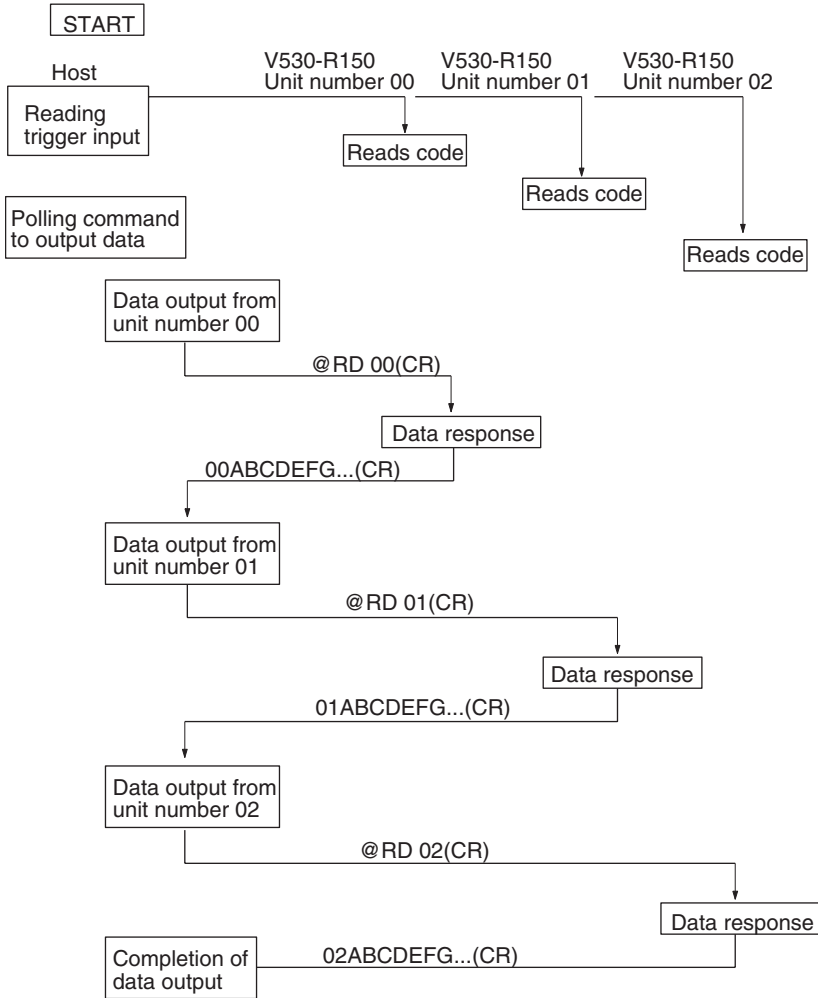 START
Host
V530-R150
Unit number 00
V530-R150
Unit number 01
V530-R150
Unit number 02
Reading
trigger input
Reads code
Reads code
Reads code
Polling command
to output data
Data output from
unit number 00
@RD 00(CR)
Data response
00ABCDEFG...(CR)
Data output from
unit number 01
@RD 01(CR)
Data response
01ABCDEFG...(CR)
Data output from
unit number 02
@RD 02(CR)
Data response
02ABCDEFG...(CR)
Completion of
data output